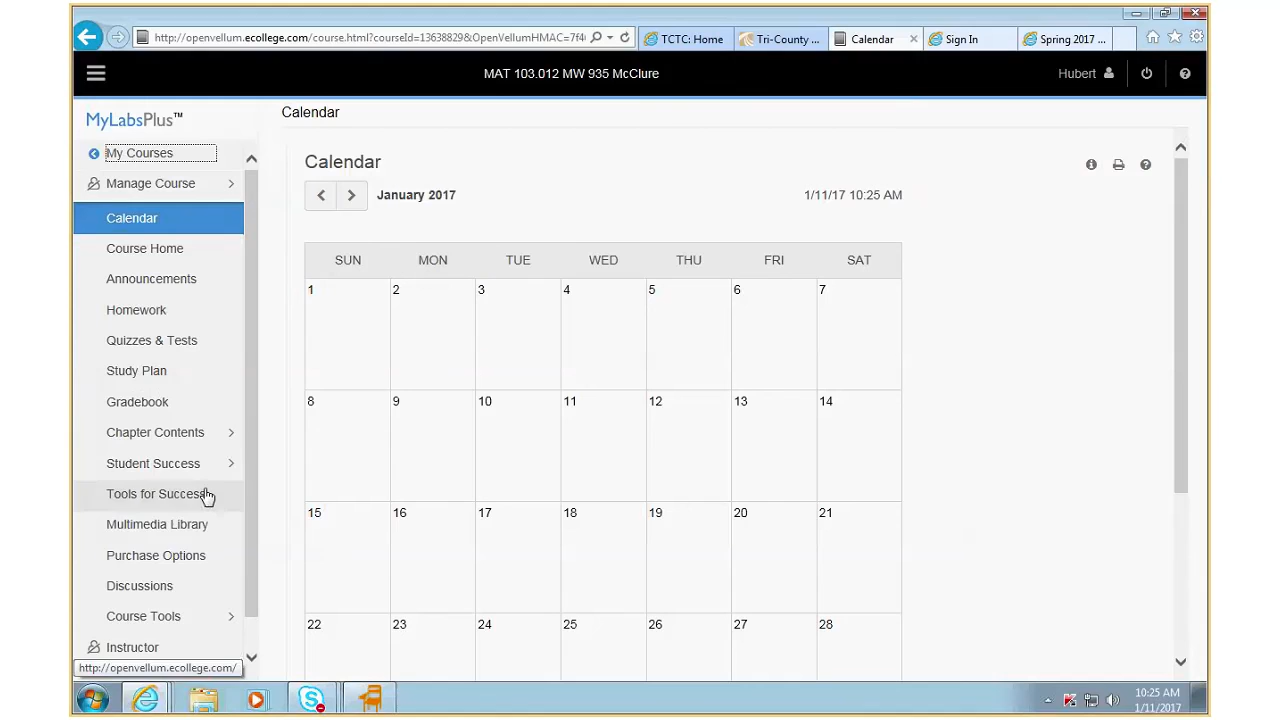 http://openvellum.ecollege.com/course.html?courseId=13638829&OpenVellumHMAC=7f4
TCTC: Home
Tri-County ...
Calendar
Sign In
Spring 2017 ...
MAT 103.012 MW 935 McClure
Hubert
MyLabsPlus™
Calendar
My Courses
Manage Course
Calendar
Course Home
Announcements
Homework
Quizzes & Tests
Study Plan
Gradebook
Chapter Contents
Student Success
Tools for Success
Multimedia Library
Purchase Options
Discussions
Course Tools
Instructor
http://openvellum.ecollege.com/
Calendar
January 2017
1/11/17 10:25 AM
SUN MON TUE WED THU FRI SAT
1 2 3 4 5 6 7
8 9 10 11 12 13 14
15 16 17 18 19 20 21
22 23 24 25 26 27 28
10:25 AM
1/11/2017